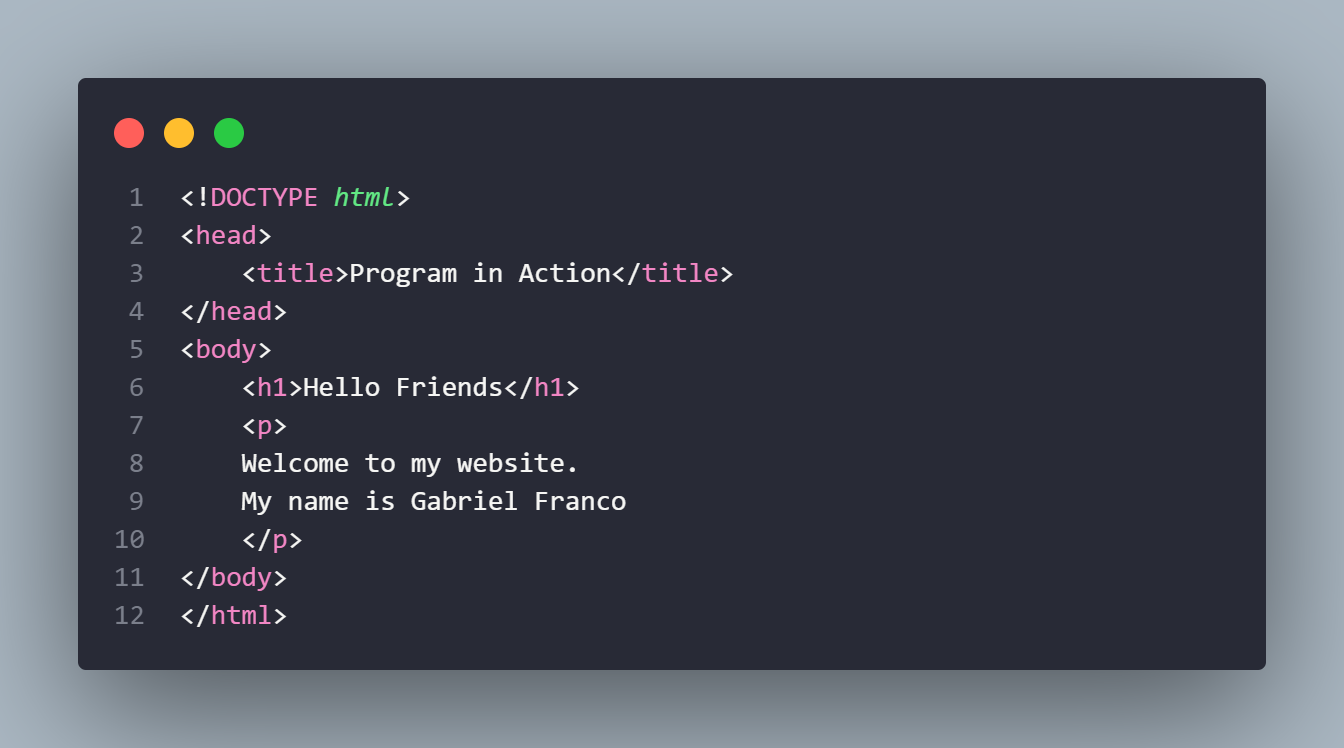 1 <!DOCTYPE html>
2 <head>
3     <title>Program in Action</title>
4 </head>
5 <body>
6     <h1>Hello Friends</h1>
7     <p>
8     Welcome to my website.
9     My name is Gabriel Franco
10     </p>
11 </body>
12 </html>